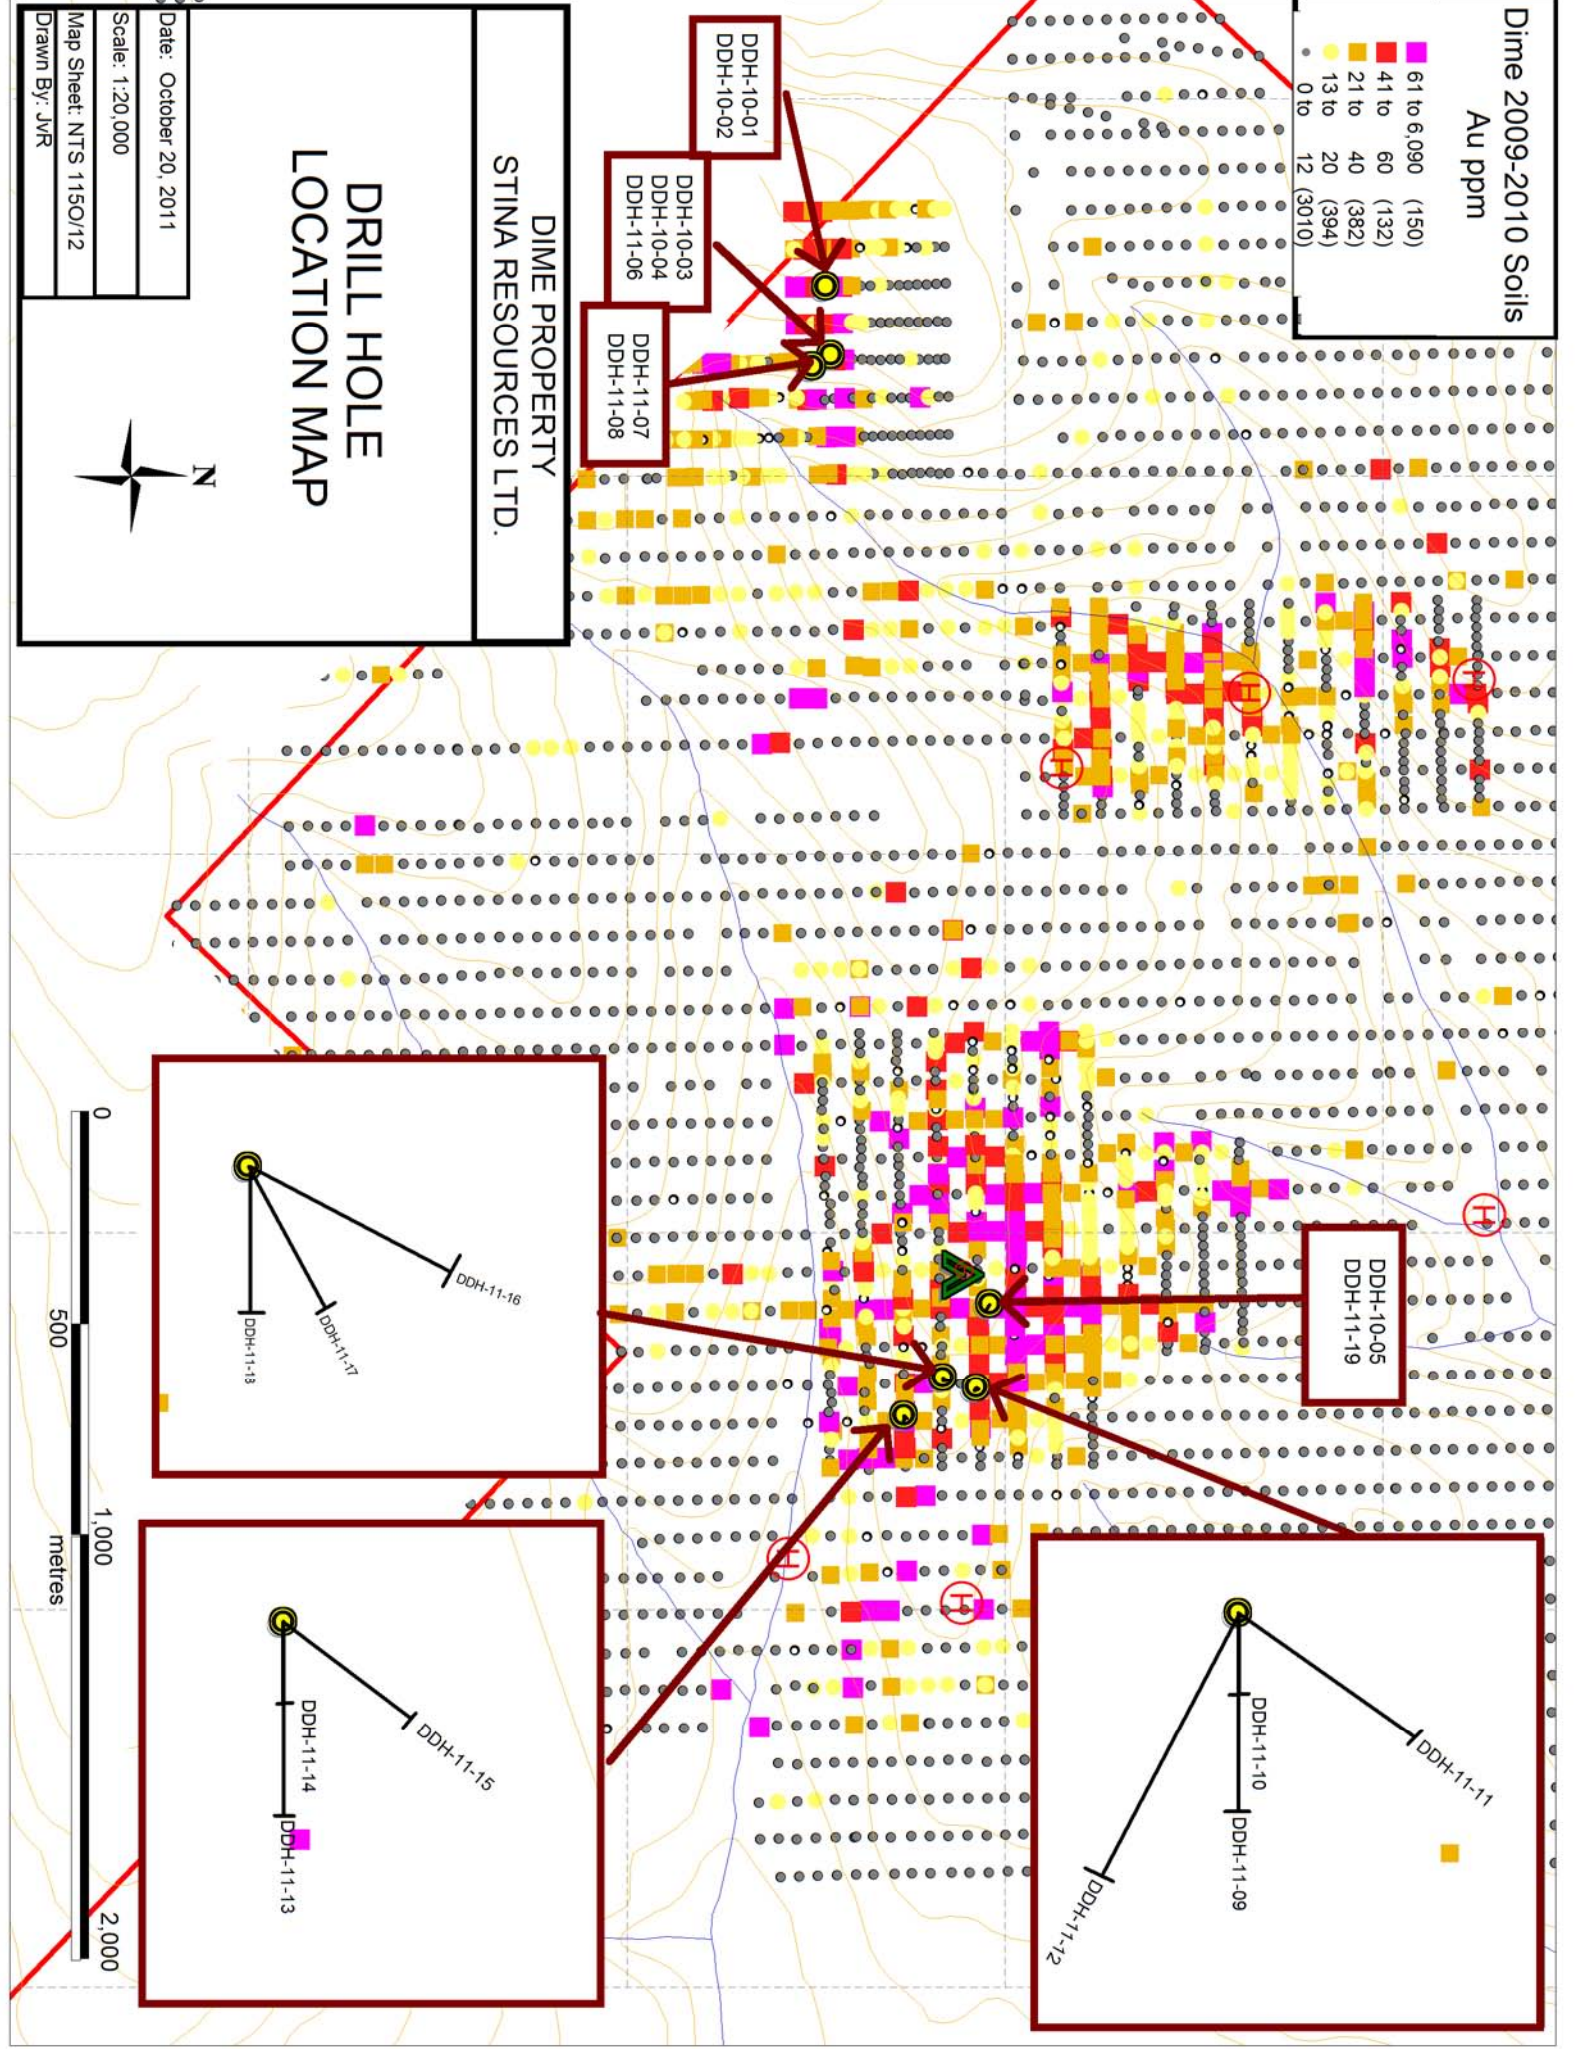 Dime 2009-2010 Soils
Au ppm
61 to 6,090 (150)
41 to 60 (132)
21 to 40 (382)
13 to 20 (394)
0 to 12 (3010)
DDH-10-01
DDH-10-02
DDH-10-03
DDH-10-04
DDH-11-06
DDH-11-07
DDH-11-08
DIME PROPERTY
STINA RESOURCES LTD.
DRILL HOLE
LOCATION MAP
Date: October 20, 2011
Scale: 1:20,000
Map Sheet: NTS 115O/12
Drawn By: JvR
N
H
H
H
H
H
H
DDH-10-05
DDH-11-19
DDH-11-16
DDH-11-17
DDH-11-18
DDH-11-15
DDH-11-14
DDH-11-13
DDH-11-11
DDH-11-10
DDH-11-09
DDH-11-12
0
500
1,000
2,000
metres